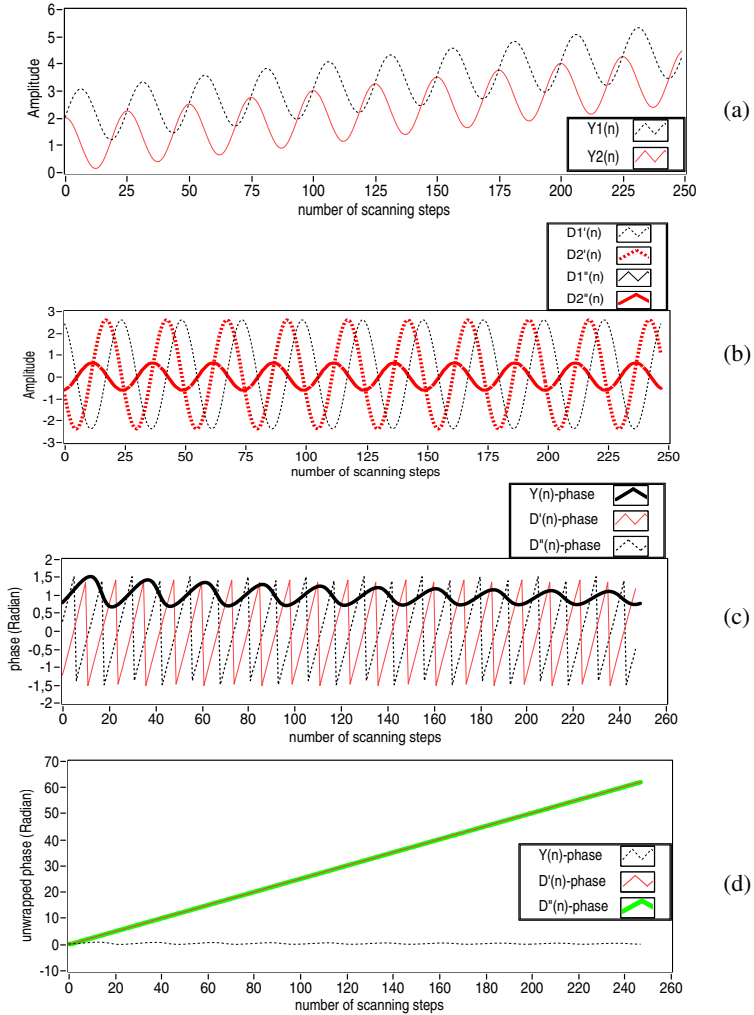 6
5
4
3
2
1
0
Amplitude
0 25 50 75 100 125 150 175 200 225 250
number of scanning steps
Y1(n)
Y2(n)
(a)
D1'(n)
D2'(n)
D1"(n)
D2"(n)
3
2
1
0
-1
-2
-3
Amplitude
0 25 50 75 100 125 150 175 200 225 250
number of scanning steps
(b)
Y(n)-phase
D'(n)-phase
D"(n)-phase
2
1,5
1
0,5
0
-0,5
-1
-1,5
-2
phase (Radian)
0 20 40 60 80 100 120 140 160 180 200 220 240 260
number of scanning steps
(c)
70
60
50
40
30
20
10
0
-10
unwrapped phase (Radian)
0 20 40 60 80 100 120 140 160 180 200 220 240 260
number of scanning steps
Y(n)-phase
D'(n)-phase
D"(n)-phase
(d)